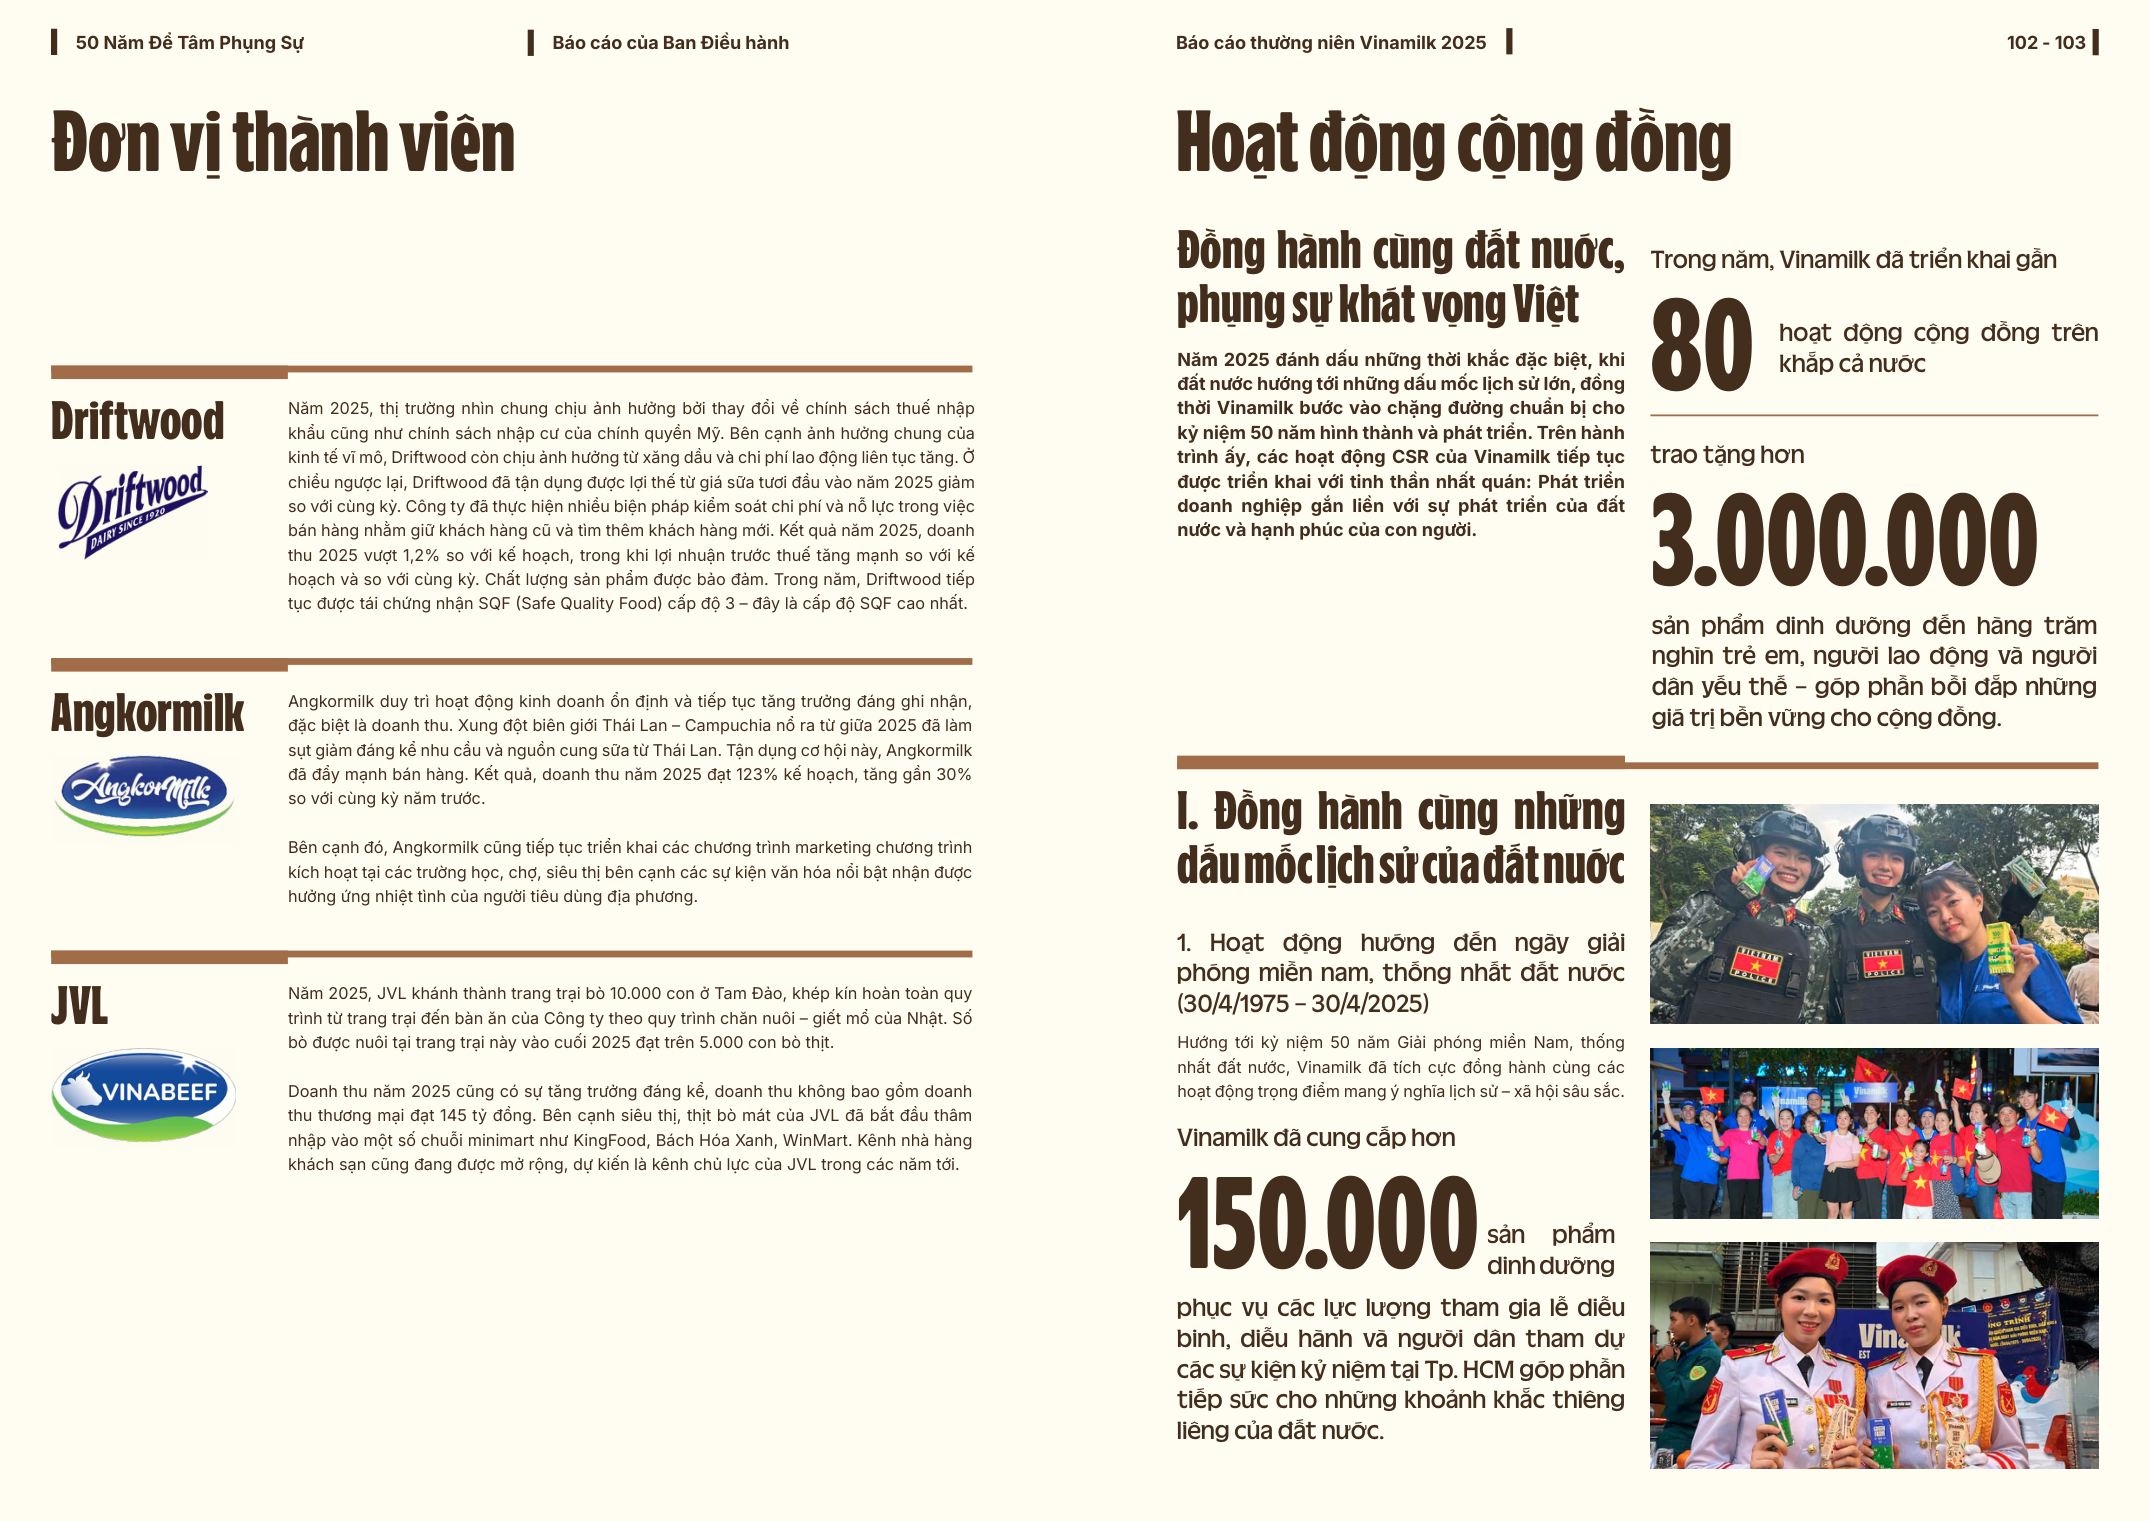 50 Năm Để Tâm Phụng Sự
Báo cáo của Ban Điều hành
Báo cáo thường niên Vinamilk 2025
102 - 103
Đơn vị thành viên
Driftwood
Driftwood
DAIRY SINCE 1920
Năm 2025, thị trường nhìn chung chịu ảnh hưởng bởi thay đổi về chính sách thuế nhập
khẩu cũng như chính sách nhập cư của chính quyền Mỹ. Bên cạnh ảnh hưởng chung của
kinh tế vĩ mô, Driftwood còn chịu ảnh hưởng từ xăng dầu và chi phí lao động liên tục tăng. Ở
chiều ngược lại, Driftwood đã tận dụng được lợi thế từ giá sữa tươi đầu vào năm 2025 giảm
so với cùng kỳ. Công ty đã thực hiện nhiều biện pháp kiểm soát chi phí và nỗ lực trong việc
bán hàng nhằm giữ khách hàng cũ và tìm thêm khách hàng mới. Kết quả năm 2025, doanh
thu 2025 vượt 1,2% so với kế hoạch, trong khi lợi nhuận trước thuế tăng mạnh so với kế
hoạch và so với cùng kỳ. Chất lượng sản phẩm được bảo đảm. Trong năm, Driftwood tiếp
tục được tái chứng nhận SQF (Safe Quality Food) cấp độ 3 – đây là cấp độ SQF cao nhất.
Angkormilk
AngkorMilk
Angkormilk duy trì hoạt động kinh doanh ổn định và tiếp tục tăng trưởng đáng ghi nhận,
đặc biệt là doanh thu. Xung đột biên giới Thái Lan – Campuchia nổ ra từ giữa 2025 đã làm
sụt giảm đáng kể nhu cầu và nguồn cung sữa từ Thái Lan. Tận dụng cơ hội này, Angkormilk
đã đẩy mạnh bán hàng. Kết quả, doanh thu năm 2025 đạt 123% kế hoạch, tăng gần 30%
so với cùng kỳ năm trước.
Bên cạnh đó, Angkormilk cũng tiếp tục triển khai các chương trình marketing chương trình
kích hoạt tại các trường học, chợ, siêu thị bên cạnh các sự kiện văn hóa nổi bật nhận được
hưởng ứng nhiệt tình của người tiêu dùng địa phương.
JVL
VINABEEF
Năm 2025, JVL khánh thành trang trại bò 10.000 con ở Tam Đảo, khép kín hoàn toàn quy
trình từ trang trại đến bàn ăn của Công ty theo quy trình chăn nuôi – giết mổ của Nhật. Số
bò được nuôi tại trang trại này vào cuối 2025 đạt trên 5.000 con bò thịt.
Doanh thu năm 2025 cũng có sự tăng trưởng đáng kể, doanh thu không bao gồm doanh
thu thương mại đạt 145 tỷ đồng. Bên cạnh siêu thị, thịt bò mát của JVL đã bắt đầu thâm
nhập vào một số chuỗi minimart như KingFood, Bách Hóa Xanh, WinMart. Kênh nhà hàng
khách sạn cũng đang được mở rộng, dự kiến là kênh chủ lực của JVL trong các năm tới.
Hoạt động cộng đồng
Đồng hành cùng đất nước,
phụng sự khát vọng Việt
Năm 2025 đánh dấu những thời khắc đặc biệt, khi
đất nước hướng tới những dấu mốc lịch sử lớn, đồng
thời Vinamilk bước vào chặng đường chuẩn bị cho
kỷ niệm 50 năm hình thành và phát triển. Trên hành
trình ấy, các hoạt động CSR của Vinamilk tiếp tục
được triển khai với tinh thần nhất quán: Phát triển
doanh nghiệp gắn liền với sự phát triển của đất
nước và hạnh phúc của con người.
Trong năm, Vinamilk đã triển khai gần
80
hoạt động cộng đồng trên
khắp cả nước
trao tặng hơn
3.000.000
sản phẩm dinh dưỡng đến hàng trăm
nghìn trẻ em, người lao động và người
dân yếu thế – góp phần bồi đắp những
giá trị bền vững cho cộng đồng.
I. Đồng hành cùng những
dấu mốc lịch sử của đất nước
1. Hoạt động hướng đến ngày giải
phóng miền nam, thống nhất đất nước
(30/4/1975 – 30/4/2025)
Hướng tới kỷ niệm 50 năm Giải phóng miền Nam, thống
nhất đất nước, Vinamilk đã tích cực đồng hành cùng các
hoạt động trọng điểm mang ý nghĩa lịch sử – xã hội sâu sắc.
Vinamilk đã cung cấp hơn
150.000
sản phẩm
dinh dưỡng
phục vụ các lực lượng tham gia lễ diễu
binh, diễu hành và người dân tham dự
các sự kiện kỷ niệm tại Tp. HCM góp phần
tiếp sức cho những khoảnh khắc thiêng
liêng của đất nước.
VIETNAM
POLICE
VIETNAM
POLICE
Vinamilk
EST